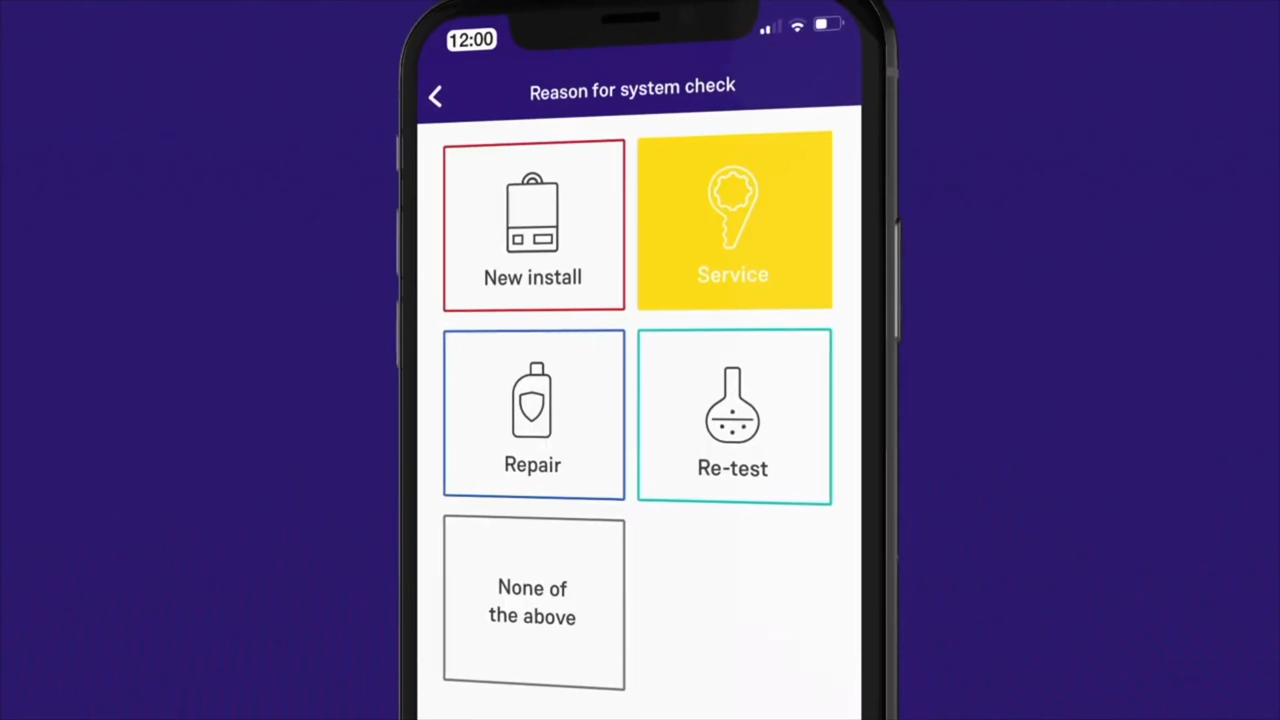 12:00
Reason for system check
New install
Service
Repair
Re-test
None of
the above